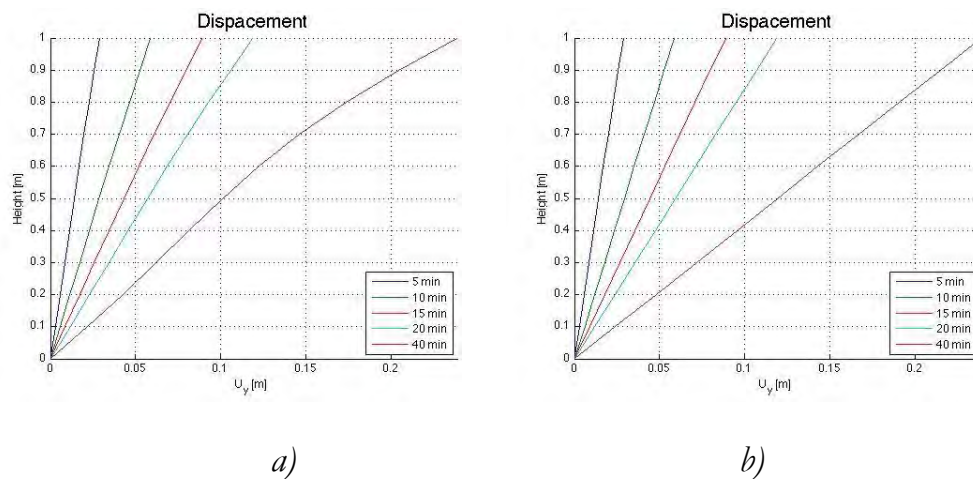 Dispacement
1
0.9
0.8
0.7
0.6
0.5
0.4
0.3
0.2
0.1
0
Height [m]
0 0.05 0.1 0.15 0.2
U_y [m]
5 min
10 min
15 min
20 min
40 min
a)
Dispacement
1
0.9
0.8
0.7
0.6
0.5
0.4
0.3
0.2
0.1
0
Height [m]
0 0.05 0.1 0.15 0.2
U_y [m]
5 min
10 min
15 min
20 min
40 min
b)